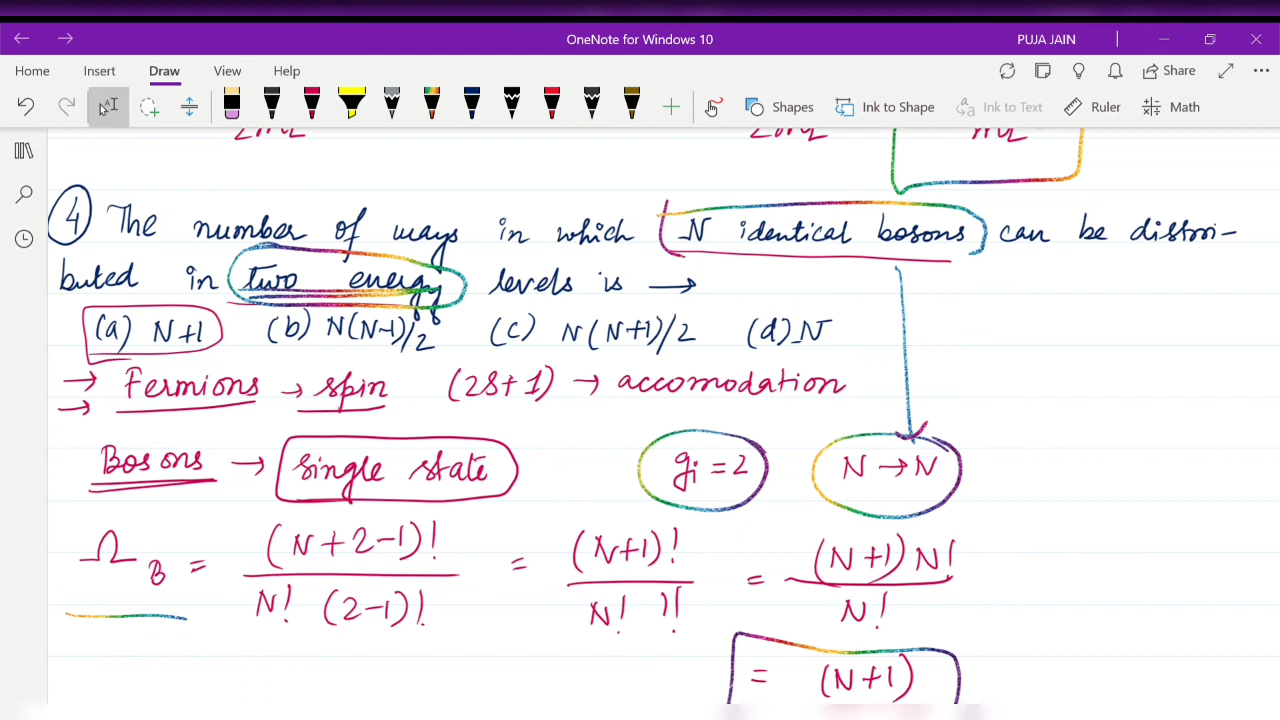 OneNote for Windows 10
PUJA JAIN
Home Insert Draw View Help
Share
Shapes Ink to Shape Ink to Text Ruler Math
④ The number of ways in which N identical bosons can be distri-
buted in two energy levels is →
(a) N+1 (b) N(N-1)/2 (c) N(N+1)/2 (d) N
→ Fermions → spin (2S+1) → accomodation
→
Bosons → single state gi = 2 N → N
Ω_B = (N+2-1)! / N! (2-1)! = (N+1)! / N! 1! = (N+1) N! / N!
= (N+1)